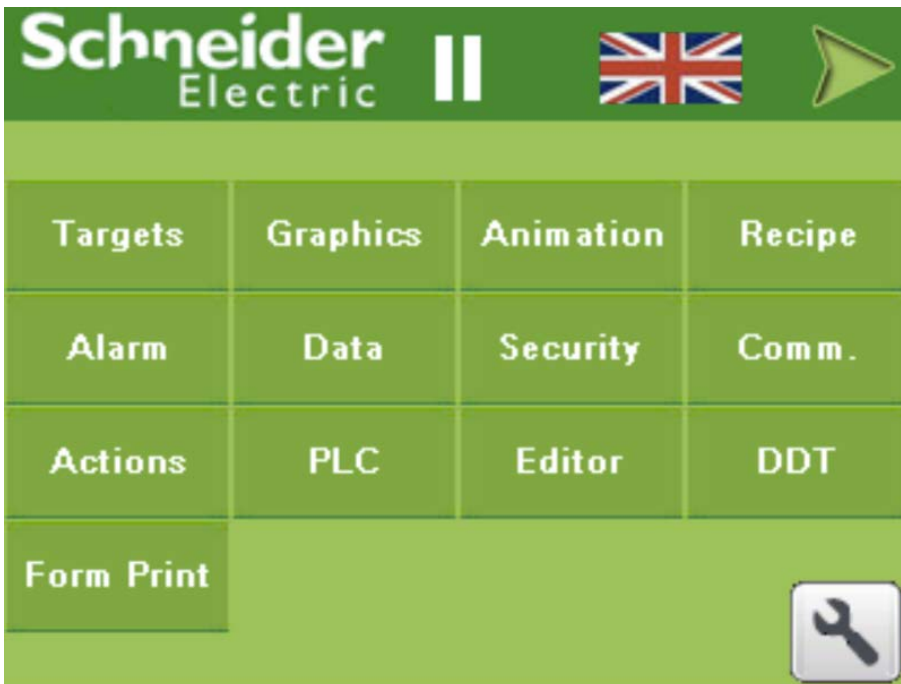 Schneider
Electric
Targets Graphics Animation Recipe
Alarm Data Security Comm.
Actions PLC Editor DDT
Form Print